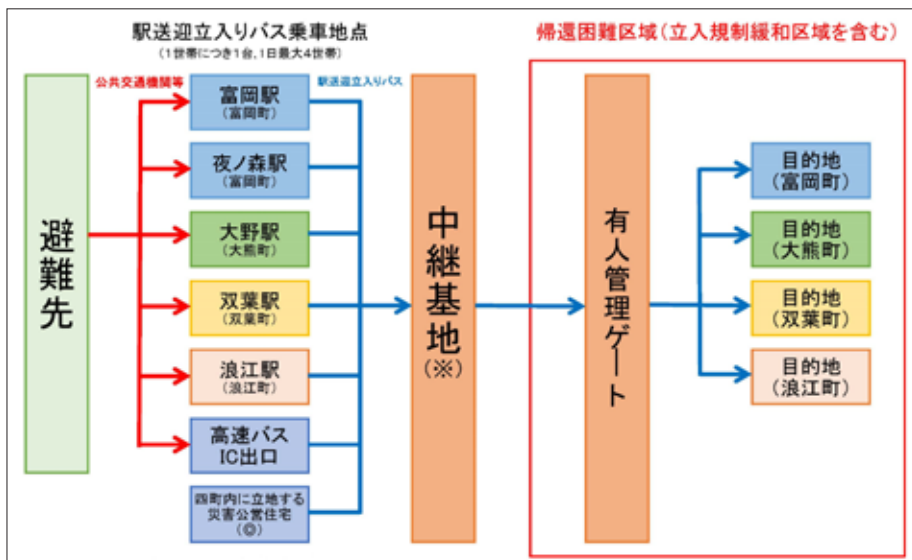 駅送迎立入りバス乗車地点
(1世帯につき1台、1日最大4世帯)
帰還困難区域(立入規制緩和区域を含む)
公共交通機関等
駅送迎立入りバス
避難先
富岡駅
(富岡町)
夜ノ森駅
(富岡町)
大野駅
(大熊町)
双葉駅
(双葉町)
浪江駅
(浪江町)
高速バス
IC出口
四町内に立地する
災害公営住宅
(◎)
中継基地
(※)
有人管理ゲート
目的地
(富岡町)
目的地
(大熊町)
目的地
(双葉町)
目的地
(浪江町)